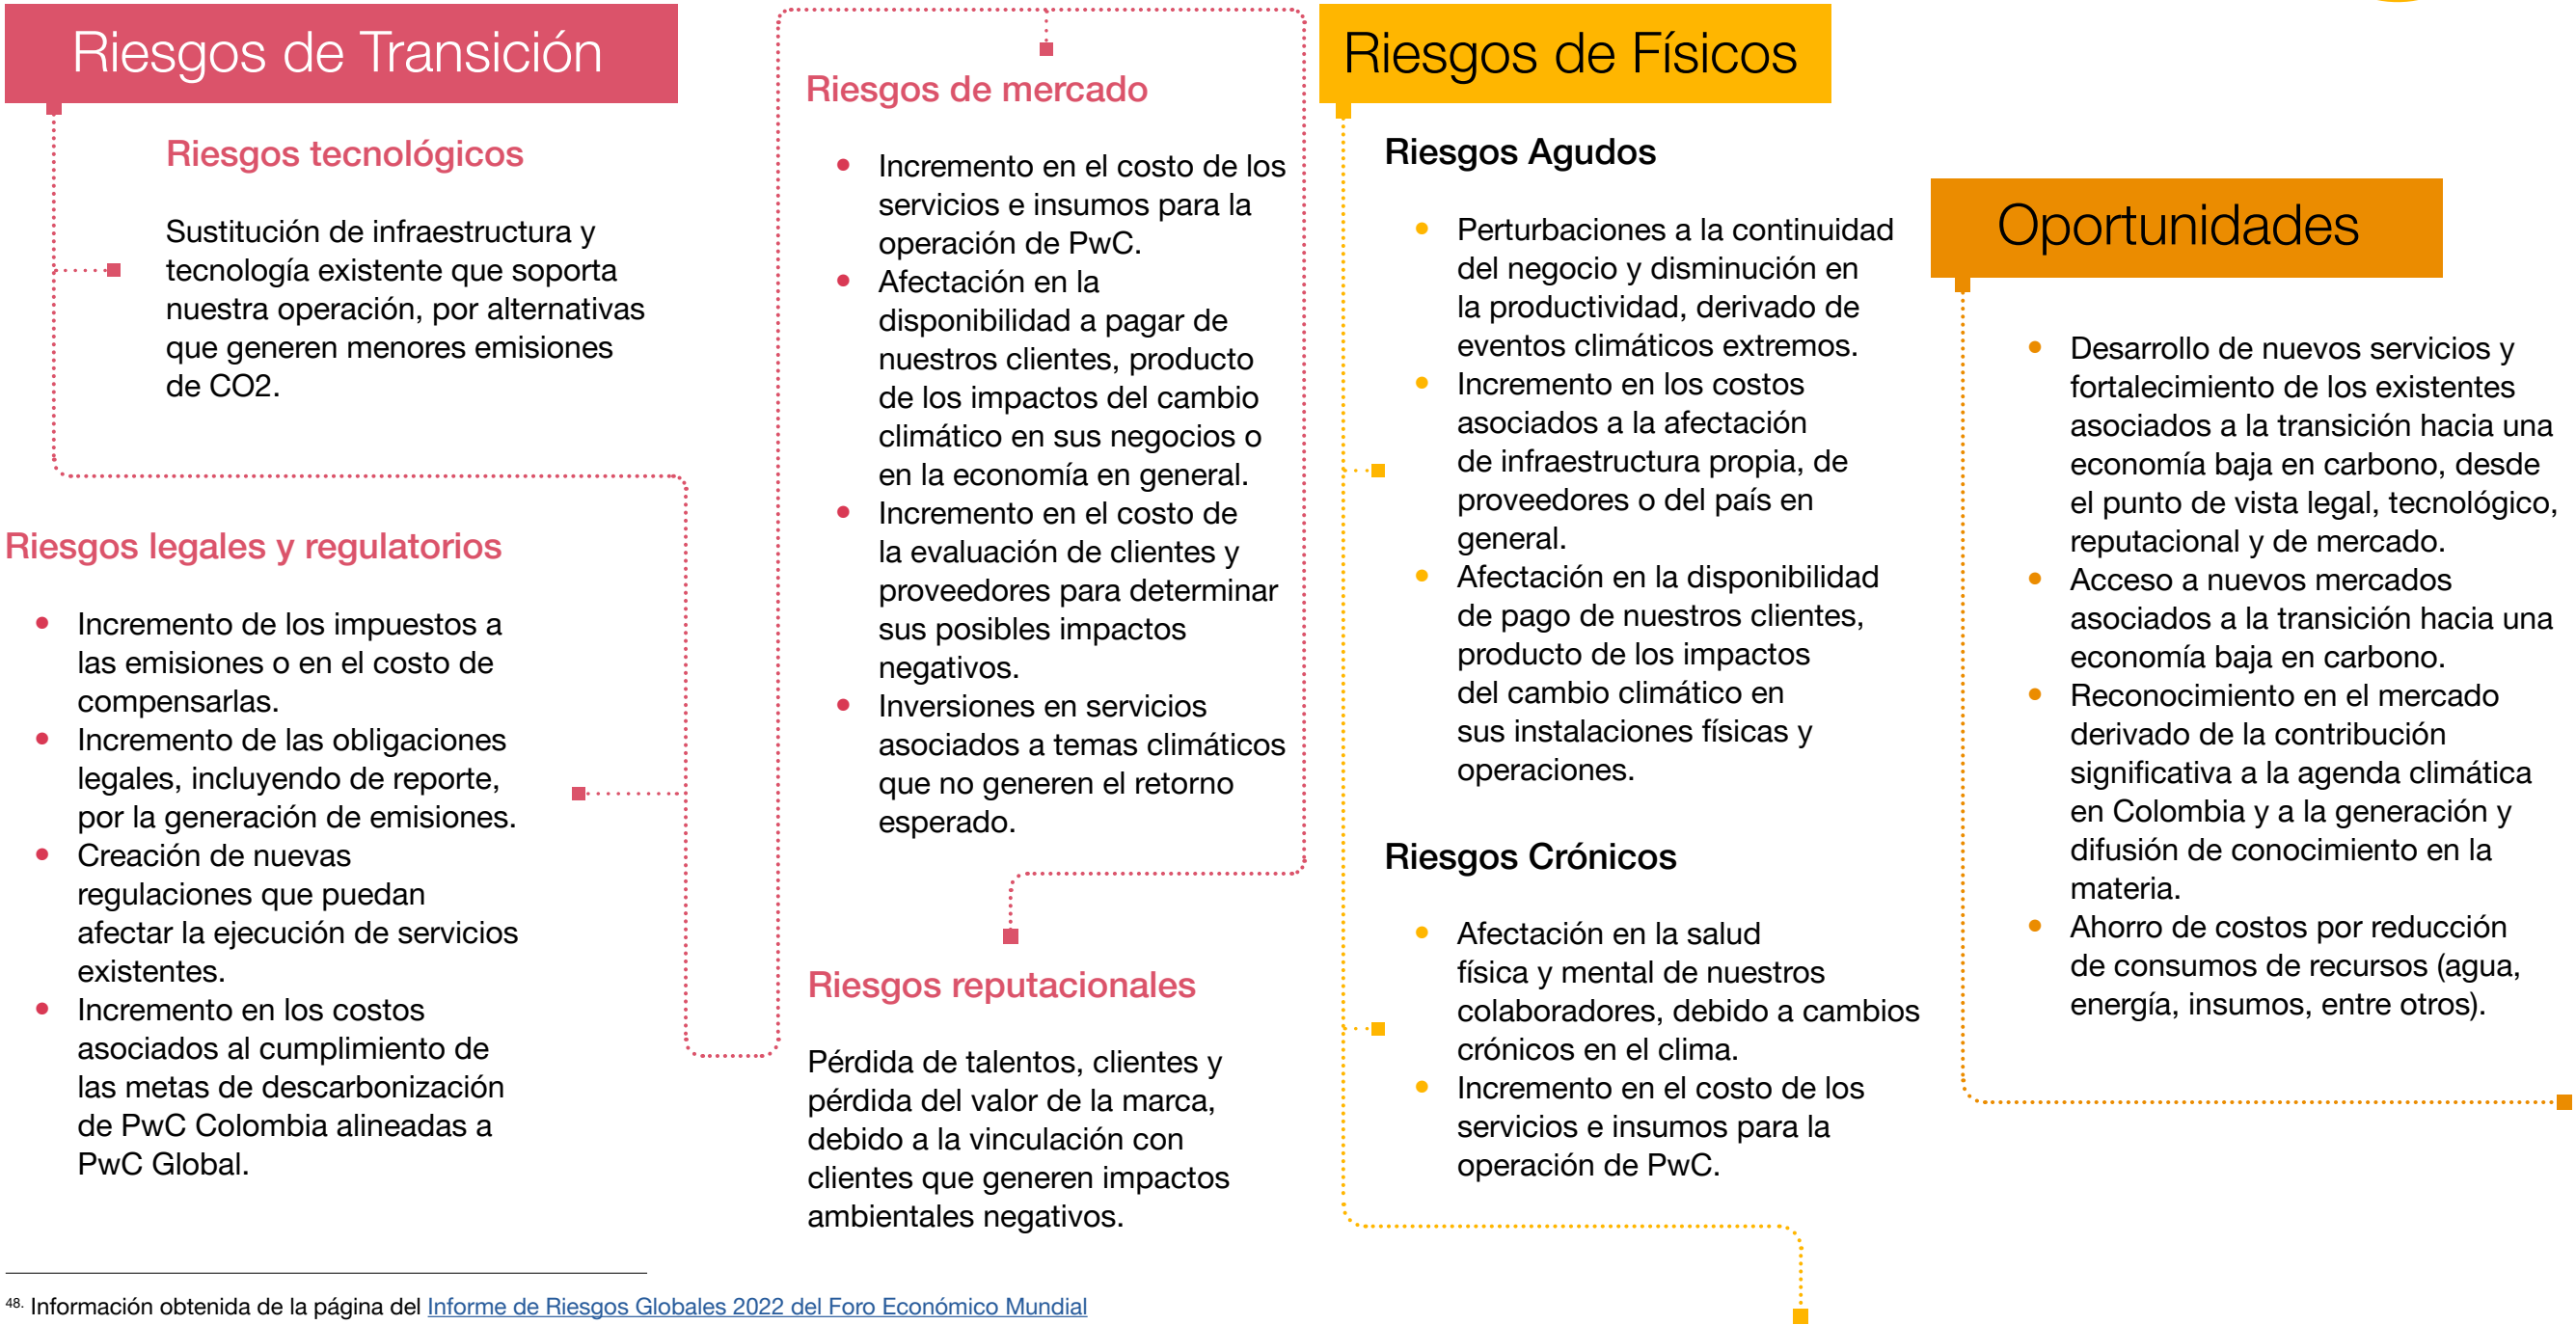 Riesgos de Transición
Riesgos tecnológicos
Sustitución de infraestructura y
tecnología existente que soporta
nuestra operación, por alternativas
que generen menores emisiones
de CO2.
Riesgos legales y regulatorios
• Incremento de los impuestos a
las emisiones o en el costo de
compensarlas.
• Incremento de las obligaciones
legales, incluyendo de reporte,
por la generación de emisiones.
• Creación de nuevas
regulaciones que puedan
afectar la ejecución de servicios
existentes.
• Incremento en los costos
asociados al cumplimiento de
las metas de descarbonización
de PwC Colombia alineadas a
PwC Global.
Riesgos de mercado
• Incremento en el costo de los
servicios e insumos para la
operación de PwC.
• Afectación en la
disponibilidad a pagar de
nuestros clientes, producto
de los impactos del cambio
climático en sus negocios o
en la economía en general.
• Incremento en el costo de
la evaluación de clientes y
proveedores para determinar
sus posibles impactos
negativos.
• Inversiones en servicios
asociados a temas climáticos
que no generen el retorno
esperado.
Riesgos reputacionales
Pérdida de talentos, clientes y
pérdida del valor de la marca,
debido a la vinculación con
clientes que generen impactos
ambientales negativos.
Riesgos de Físicos
Riesgos Agudos
• Perturbaciones a la continuidad
del negocio y disminución en
la productividad, derivado de
eventos climáticos extremos.
• Incremento en los costos
asociados a la afectación
de infraestructura propia, de
proveedores o del país en
general.
• Afectación en la disponibilidad
de pago de nuestros clientes,
producto de los impactos
del cambio climático en
sus instalaciones físicas y
operaciones.
Riesgos Crónicos
• Afectación en la salud
física y mental de nuestros
colaboradores, debido a cambios
crónicos en el clima.
• Incremento en el costo de los
servicios e insumos para la
operación de PwC.
Oportunidades
• Desarrollo de nuevos servicios y
fortalecimiento de los existentes
asociados a la transición hacia una
economía baja en carbono, desde
el punto de vista legal, tecnológico,
reputacional y de mercado.
• Acceso a nuevos mercados
asociados a la transición hacia una
economía baja en carbono.
• Reconocimiento en el mercado
derivado de la contribución
significativa a la agenda climática
en Colombia y a la generación y
difusión de conocimiento en la
materia.
• Ahorro de costos por reducción
de consumos de recursos (agua,
energía, insumos, entre otros).
48. Información obtenida de la página del Informe de Riesgos Globales 2022 del Foro Económico Mundial